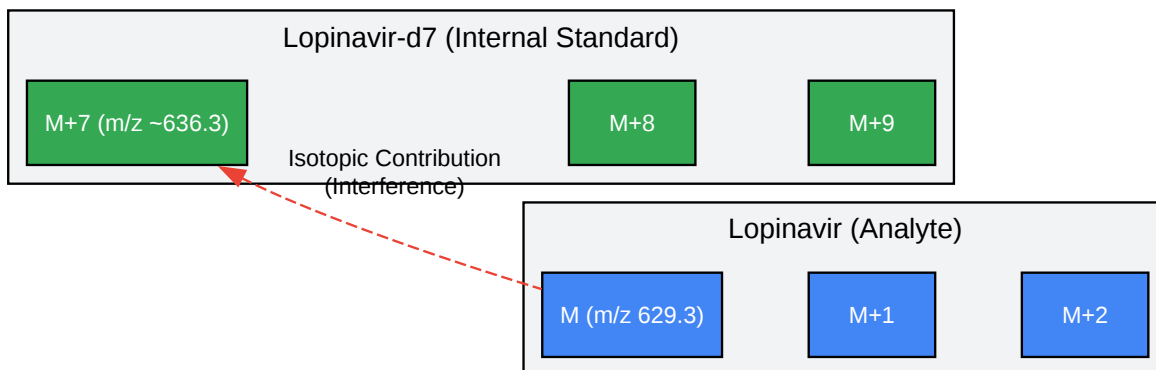 Lopinavir-d7 (Internal Standard)
M+7 (m/z ~636.3)
M+8
M+9
Isotopic Contribution
(Interference)
Lopinavir (Analyte)
M (m/z 629.3)
M+1
M+2